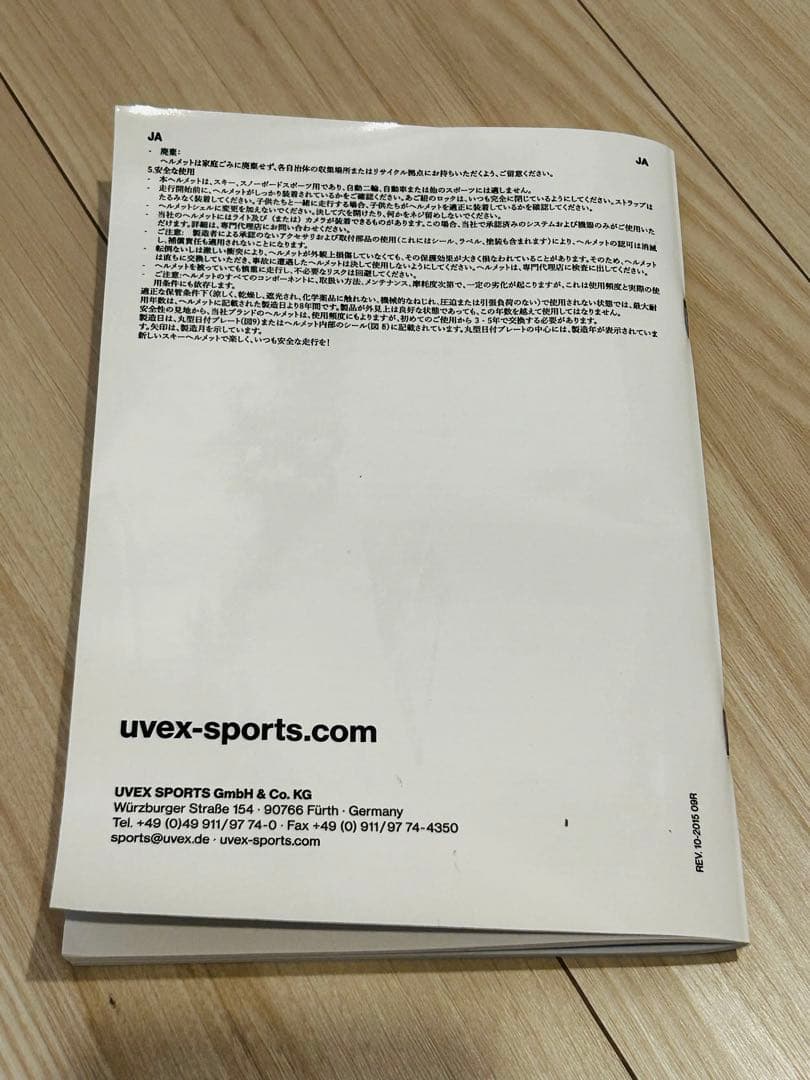 JA
JA
- 廃棄：
ヘルメットは家庭ごみに廃棄せず、各自治体の収集場所またはリサイクル拠点にお持ちいただくよう、ご留意ください。
5.安全な使用
- 本ヘルメットは、スキー、スノーボードスポーツ用であり、自動二輪、自動車または他のスポーツには適しません。
- 走行開始前に、ヘルメットがしっかり装着されているかをご確認ください。あご紐のロックは、いつも完全に閉じているようにしてください。ストラップは
たるみなく装着してください。子供たちと一緒に走行する場合、子供たちがヘルメットを適正に装着しているかを確認してください。
- ヘルメットシェルに変更を加えないでください。決して穴を開けたり、何かをネジ留めしないでください。
- 当社のヘルメットにはライト及び（または）カメラが装着できるものがあります。この場合、当社で承認済みのシステムおよび機器のみがご使用いた
だけます。詳細は、専門代理店にお問い合わせください。
- ご注意： 製造者による承認のないアクセサリおよび取付部品の使用（これにはシール、ラベル、塗装も含まれます）により、ヘルメットの認可は消滅
し、補償責任も適用されないことになります。
- 転倒ないしは激しい衝突により、ヘルメットが外観上損傷していなくても、その保護効果が大きく損なわれていることがあります。そのため、ヘルメット
は直ちに交換していただき、事故に遭遇したヘルメットは決して使用しないようにしてください。ヘルメットは、専門代理店に検査に出してください。
- ヘルメットを被っていても慎重に走行し、不必要なリスクは回避してください。
- ご注意：ヘルメットのすべてのコンポーネントに、取扱い方法、メンテナンス、摩耗度次第で、一定の劣化が起こりますが、これは使用頻度と実際の使
用条件にも依存します。
適正な保管条件下（涼しく、乾燥し、遮光され、化学薬品に触れない、機械的なねじれ、圧迫または引張負荷のない）で使用されない状態では、最大耐
用年数は、ヘルメットに記載された製造日より8年間です。製品が外見上は良好な状態であっても、この年数を越えて使用してはなりません。
安全性の見地から、当社ブランドのヘルメットは、使用頻度にもよりますが、初めてのご使用から 3 - 5年で交換する必要があります。
製造日は、丸型日付プレート（図9）またはヘルメット内部のシール（図 8）に記載されています。丸型日付プレートの中心には、製造年が表示されていま
す。矢印は、製造月を示しています。
新しいスキーヘルメットで楽しく、いつも安全な走行を！
uvex-sports.com
UVEX SPORTS GmbH & Co. KG
Würzburger Straße 154 · 90766 Fürth · Germany
Tel. +49 (0)49 911/97 74-0 · Fax +49 (0) 911/97 74-4350
sports@uvex.de · uvex-sports.com
REV. 10-2015 09R